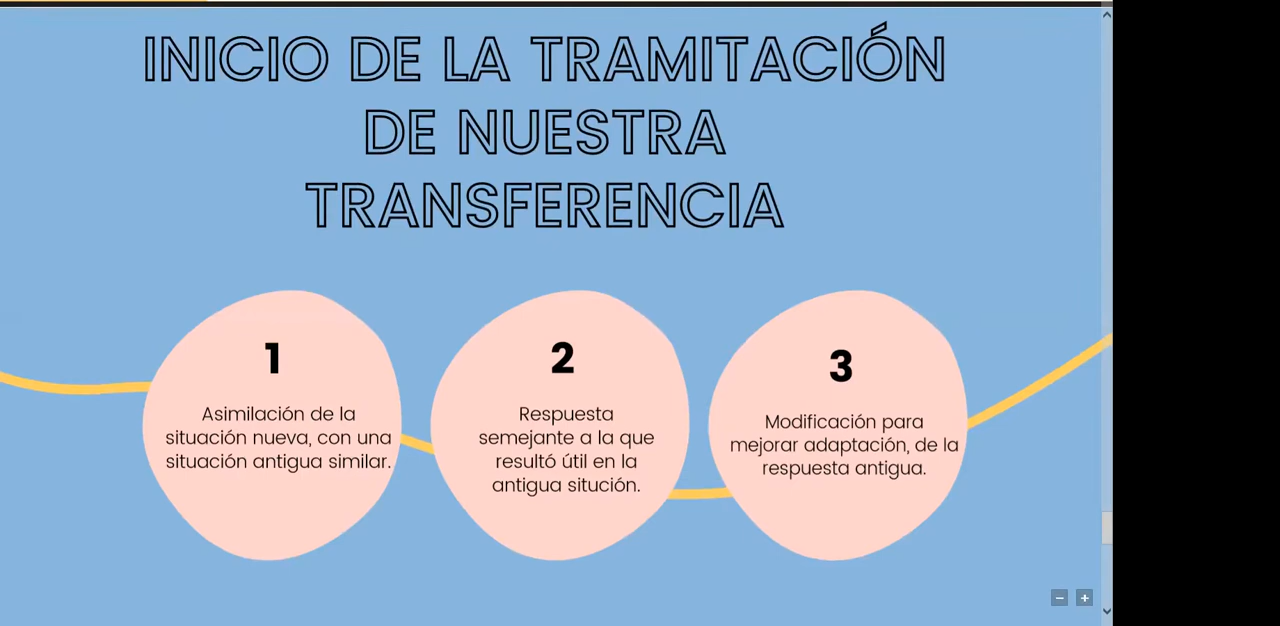 INICIO DE LA TRAMITACIÓN
DE NUESTRA
TRANSFERENCIA
1
Asimilación de la
situación nueva, con una
situación antigua similar.
2
Respuesta
semejante a la que
resultó útil en la
antigua situción.
3
Modificación para
mejorar adaptación, de la
respuesta antigua.